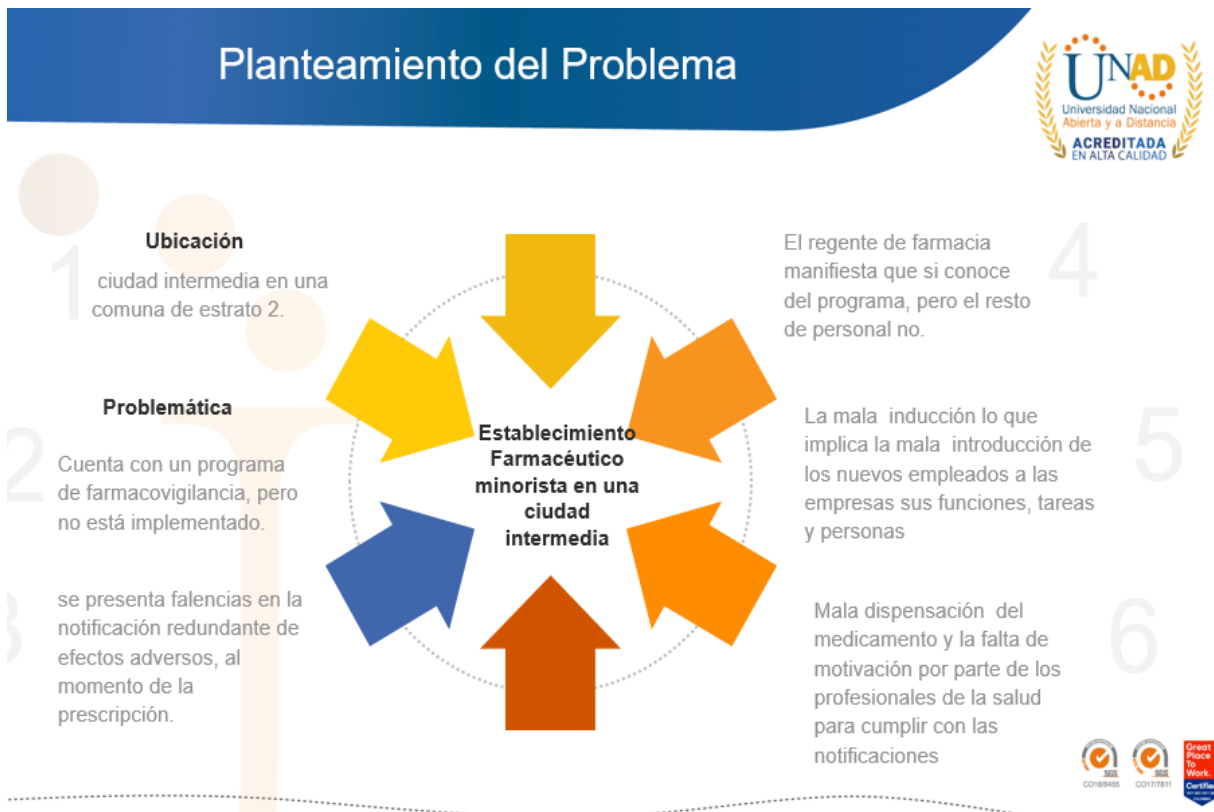 Planteamiento del Problema
UNAD
Universidad Nacional
Abierta y a Distancia
ACREDITADA
EN ALTA CALIDAD
1
Ubicación
ciudad intermedia en una
comuna de estrato 2.
2
Problemática
Cuenta con un programa
de farmacovigilancia, pero
no está implementado.
3
se presenta falencias en la
notificación redundante de
efectos adversos, al
momento de la
prescripción.
Establecimiento
Farmacéutico
minorista en una
ciudad
intermedia
4
El regente de farmacia
manifiesta que si conoce
del programa, pero el resto
de personal no.
5
La mala inducción lo que
implica la mala introducción de
los nuevos empleados a las
empresas sus funciones, tareas
y personas
6
Mala dispensación del
medicamento y la falta de
motivación por parte de los
profesionales de la salud
para cumplir con las
notificaciones
SGS
CO18/8455
SGS
CO17/7811
Great
Place
To
Work.